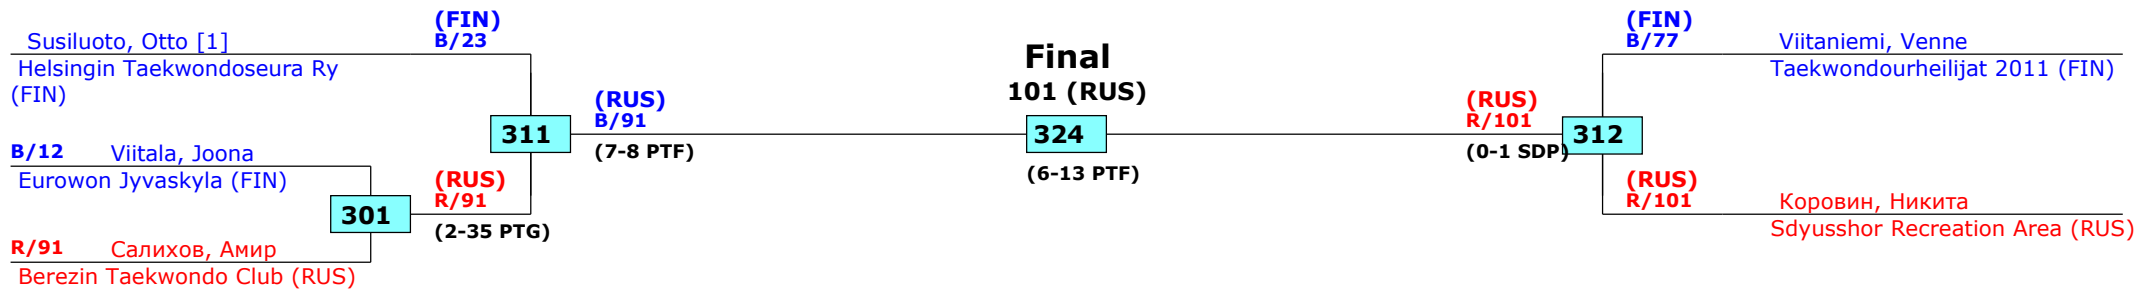 (FIN)
B/23
Susiluoto, Otto [1]
Helsingin Taekwondoseura Ry
(FIN)
B/12 Viitala, Joona
Eurowon Jyvaskyla (FIN)
R/91 Салихов, Амир
Berezin Taekwondo Club (RUS)
301
(RUS)
R/91
(2-35 PTG)
311
(RUS)
B/91
(7-8 PTF)
Final
101 (RUS)
324
(6-13 PTF)
(RUS)
R/101
(0-1 SDP)
312
(FIN)
B/77
Viitaniemi, Venne
Taekwondourheilijat 2011 (FIN)
(RUS)
R/101
Коровин, Никита
Sdyusshor Recreation Area (RUS)